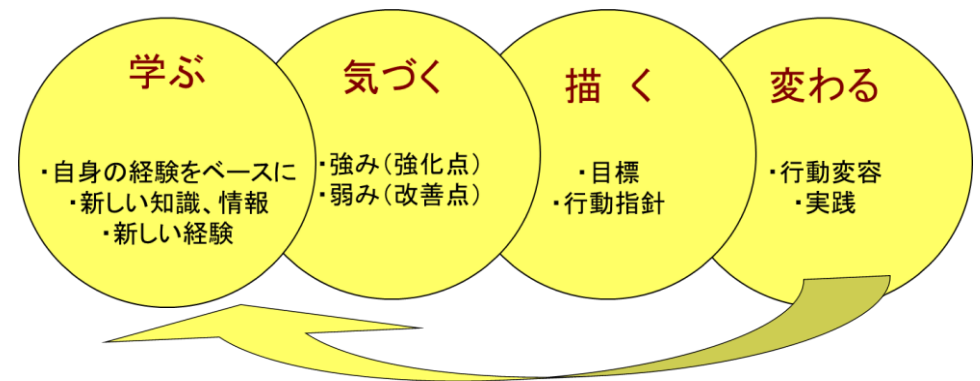 学ぶ
・自身の経験をベースに
・新しい知識、情報
・新しい経験
気づく
・強み(強化点)
・弱み(改善点)
描 く
・目標
・行動指針
変わる
・行動変容
・実践